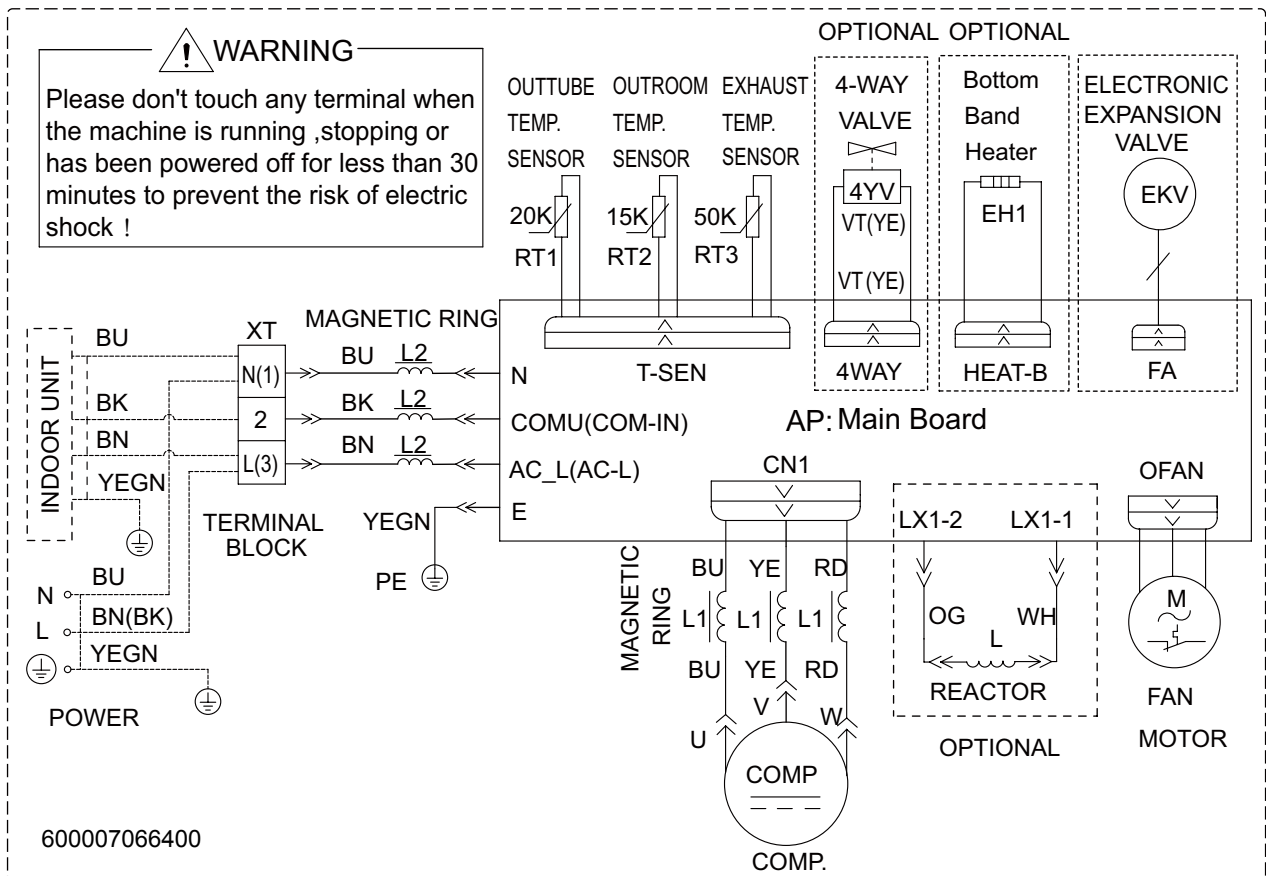 WARNING
Please don't touch any terminal when
the machine is running ,stopping or
has been powered off for less than 30
minutes to prevent the risk of electric
shock !
OUTTUBE
TEMP.
SENSOR
20K
RT1
OUTROOM
TEMP.
SENSOR
15K
RT2
EXHAUST
TEMP.
SENSOR
50K
RT3
T-SEN
OPTIONAL
4-WAY
VALVE
4YV
VT(YE)
VT(YE)
4WAY
OPTIONAL
Bottom
Band
Heater
EH1
HEAT-B
ELECTRONIC
EXPANSION
VALVE
EKV
FA
INDOOR UNIT
BU
BK
BN
YEGN
XT
N(1)
2
L(3)
TERMINAL
BLOCK
MAGNETIC RING
BU
L2
N
BK
L2
COMU(COM-IN)
BN
L2
AC_L(AC-L)
YEGN
E
PE
AP: Main Board
N
BU
L
BN(BK)
YEGN
POWER
CN1
MAGNETIC
RING
BU
YE
RD
L1
L1
L1
BU
YE
RD
U
V
W
COMP
COMP.
LX1-2
LX1-1
OG
WH
L
REACTOR
OPTIONAL
OFAN
M
FAN
MOTOR
600007066400